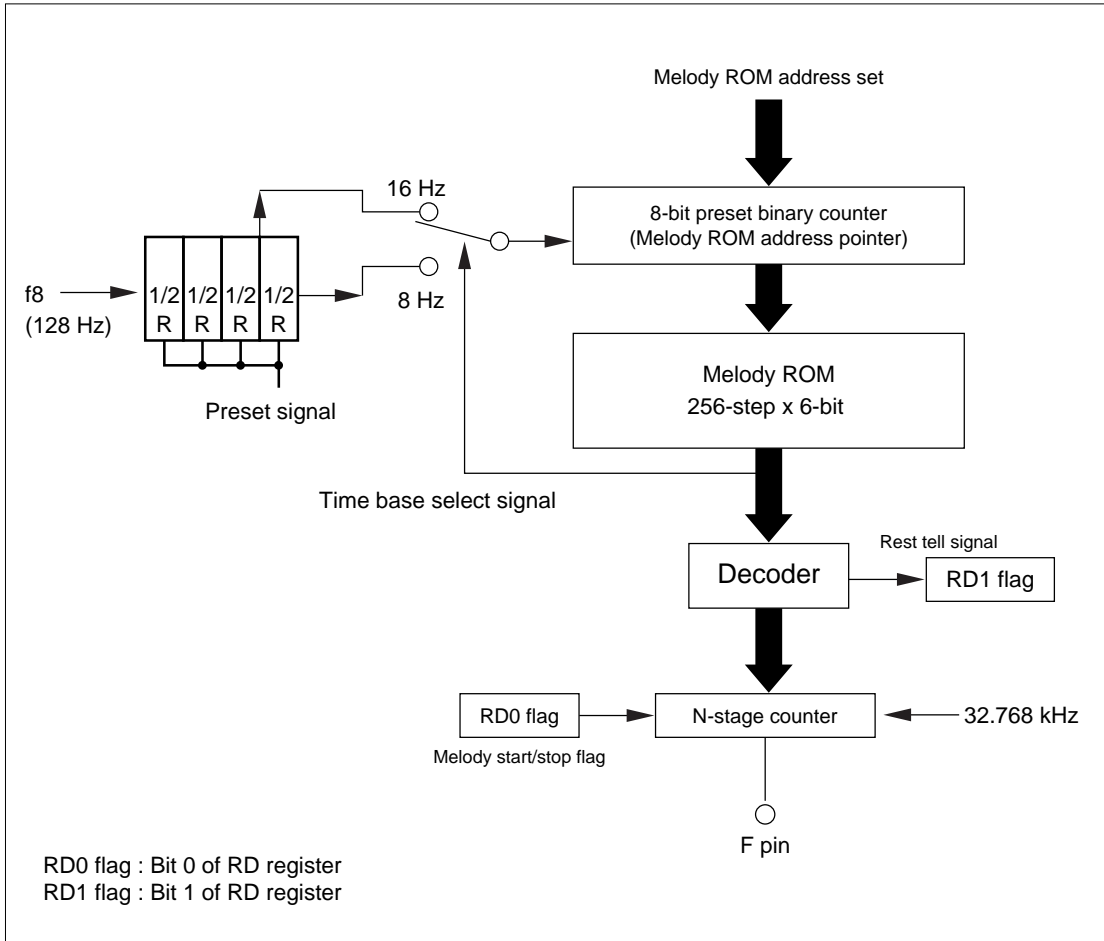 Melody ROM address set
16 Hz
8-bit preset binary counter
(Melody ROM address pointer)
f8
(128 Hz)
1/2 1/2 1/2 1/2
R R R R
8 Hz
Preset signal
Melody ROM
256-step x 6-bit
Time base select signal
Rest tell signal
Decoder
RD1 flag
RD0 flag
N-stage counter
32.768 kHz
Melody start/stop flag
F pin
RD0 flag : Bit 0 of RD register
RD1 flag : Bit 1 of RD register